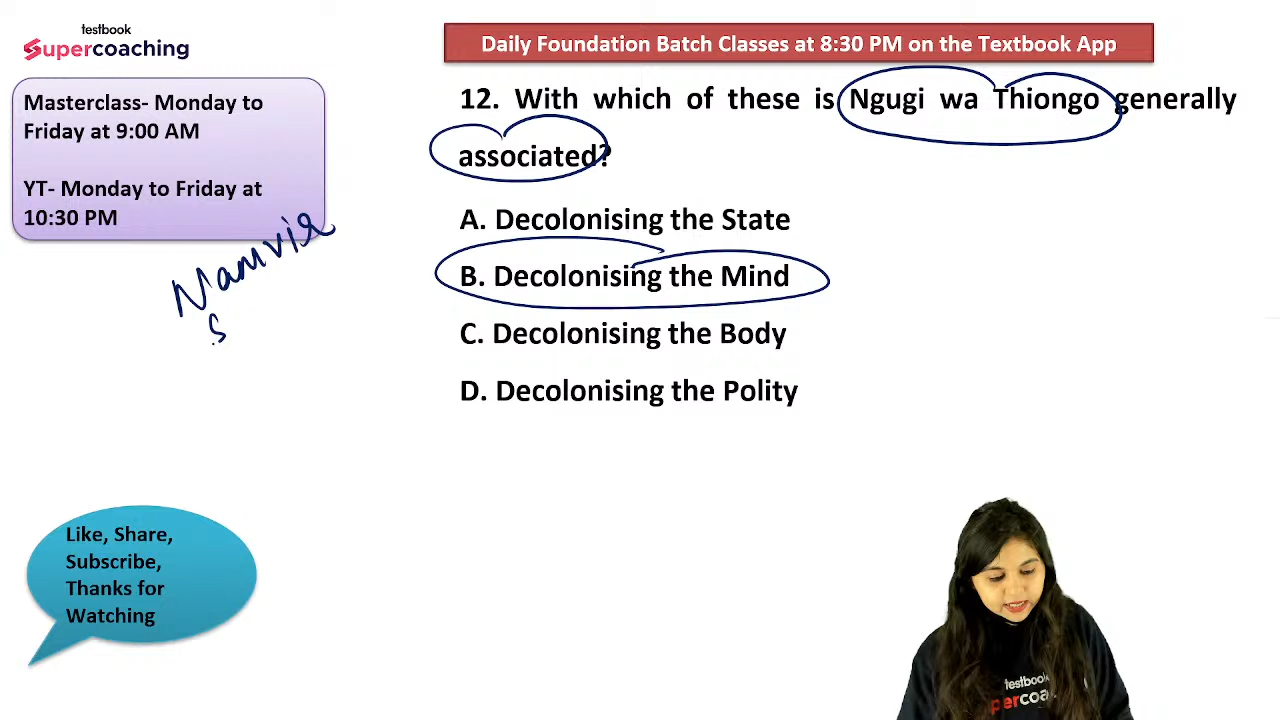 testbook
Supercoaching
Daily Foundation Batch Classes at 8:30 PM on the Textbook App
Masterclass- Monday to
Friday at 9:00 AM
YT- Monday to Friday at
10:30 PM
12. With which of these is Ngugi wa Thiongo generally
associated?
A. Decolonising the State
B. Decolonising the Mind
C. Decolonising the Body
D. Decolonising the Polity
Like, Share,
Subscribe,
Thanks for
Watching
testbook